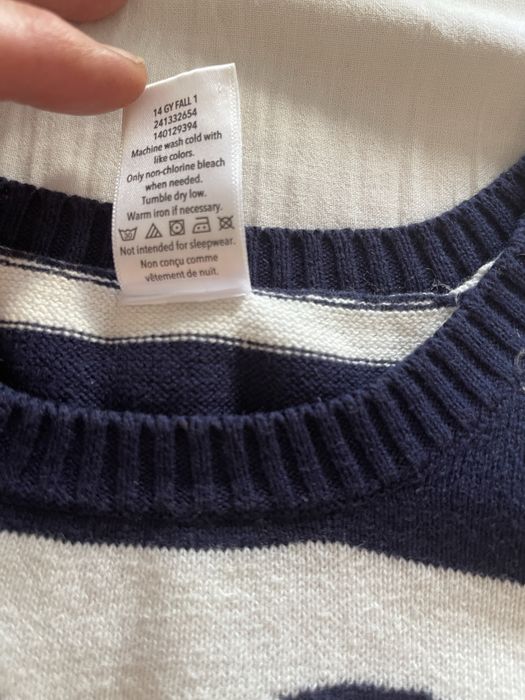 14 GY FALL 1
241332654
140129394
Machine wash cold with
like colors.
Only non-chlorine bleach
when needed.
Tumble dry low.
Warm iron if necessary.
Not intended for sleepwear.
Non conçu comme
vêtement de nuit.